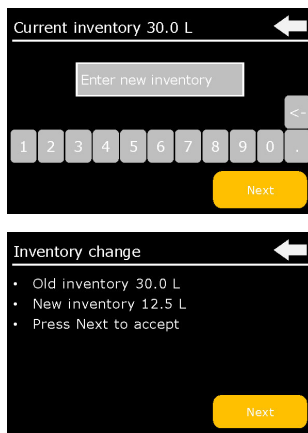 Current inventory 30.0 L
Enter new inventory
<-
1 2 3 4 5 6 7 8 9 0 .
Next
Inventory change
• Old inventory 30.0 L
• New inventory 12.5 L
• Press Next to accept
Next